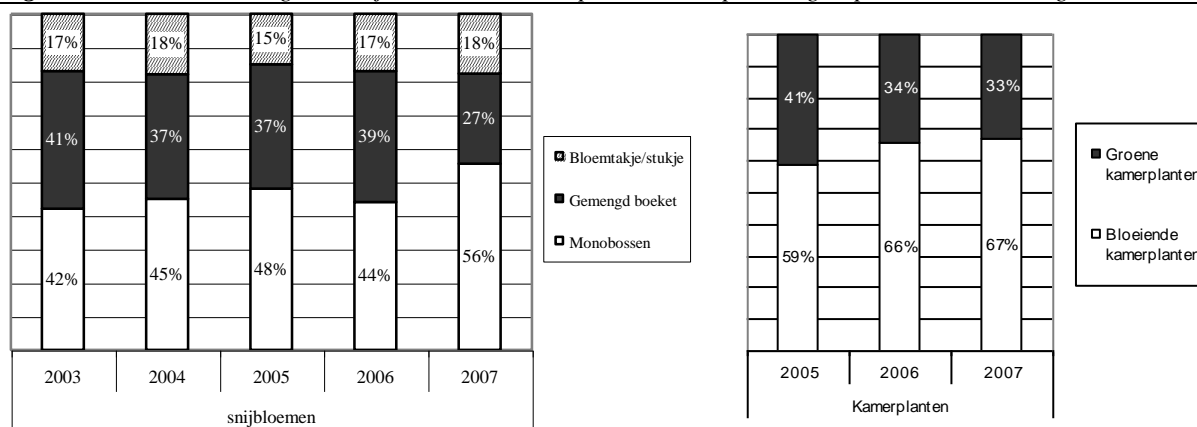 17% 18% 15% 17% 18%
41% 37% 37% 39% 27%
42% 45% 48% 44% 56%
2003 2004 2005 2006 2007
snijbloemen
Bloemtakje/stukje
Gemengd boeket
Monobossen
41% 34% 33%
59% 66% 67%
2005 2006 2007
Kamerplanten
Groene
kamerplanten
Bloeiende
kamerplanten